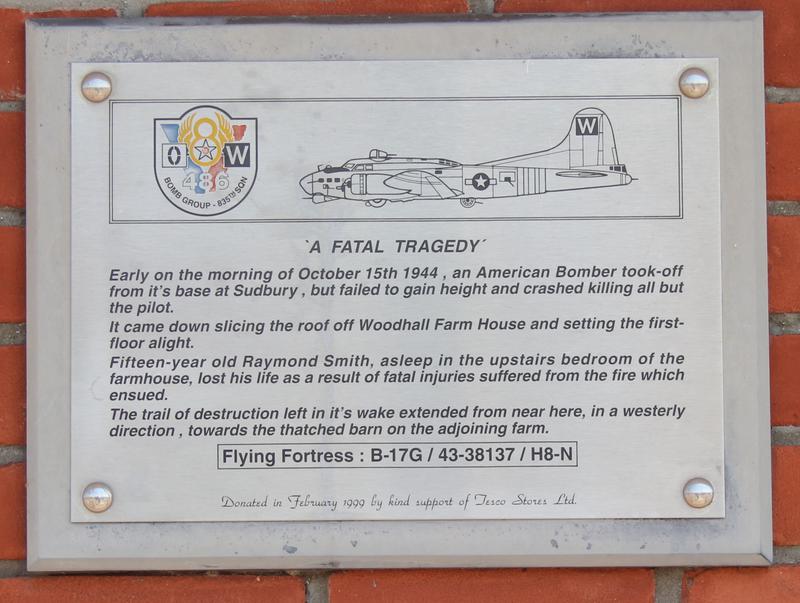 8
O W
486
BOMB GROUP - 835TH SQN
W
`A FATAL TRAGEDY´
Early on the morning of October 15th 1944 , an American Bomber took-off
from it's base at Sudbury , but failed to gain height and crashed killing all but
the pilot.
It came down slicing the roof off Woodhall Farm House and setting the first-
floor alight.
Fifteen-year old Raymond Smith, asleep in the upstairs bedroom of the
farmhouse, lost his life as a result of fatal injuries suffered from the fire which
ensued.
The trail of destruction left in it's wake extended from near here, in a westerly
direction , towards the thatched barn on the adjoining farm.
Flying Fortress : B-17G / 43-38137 / H8-N
Donated in February 1999 by kind support of Tesco Stores Ltd.